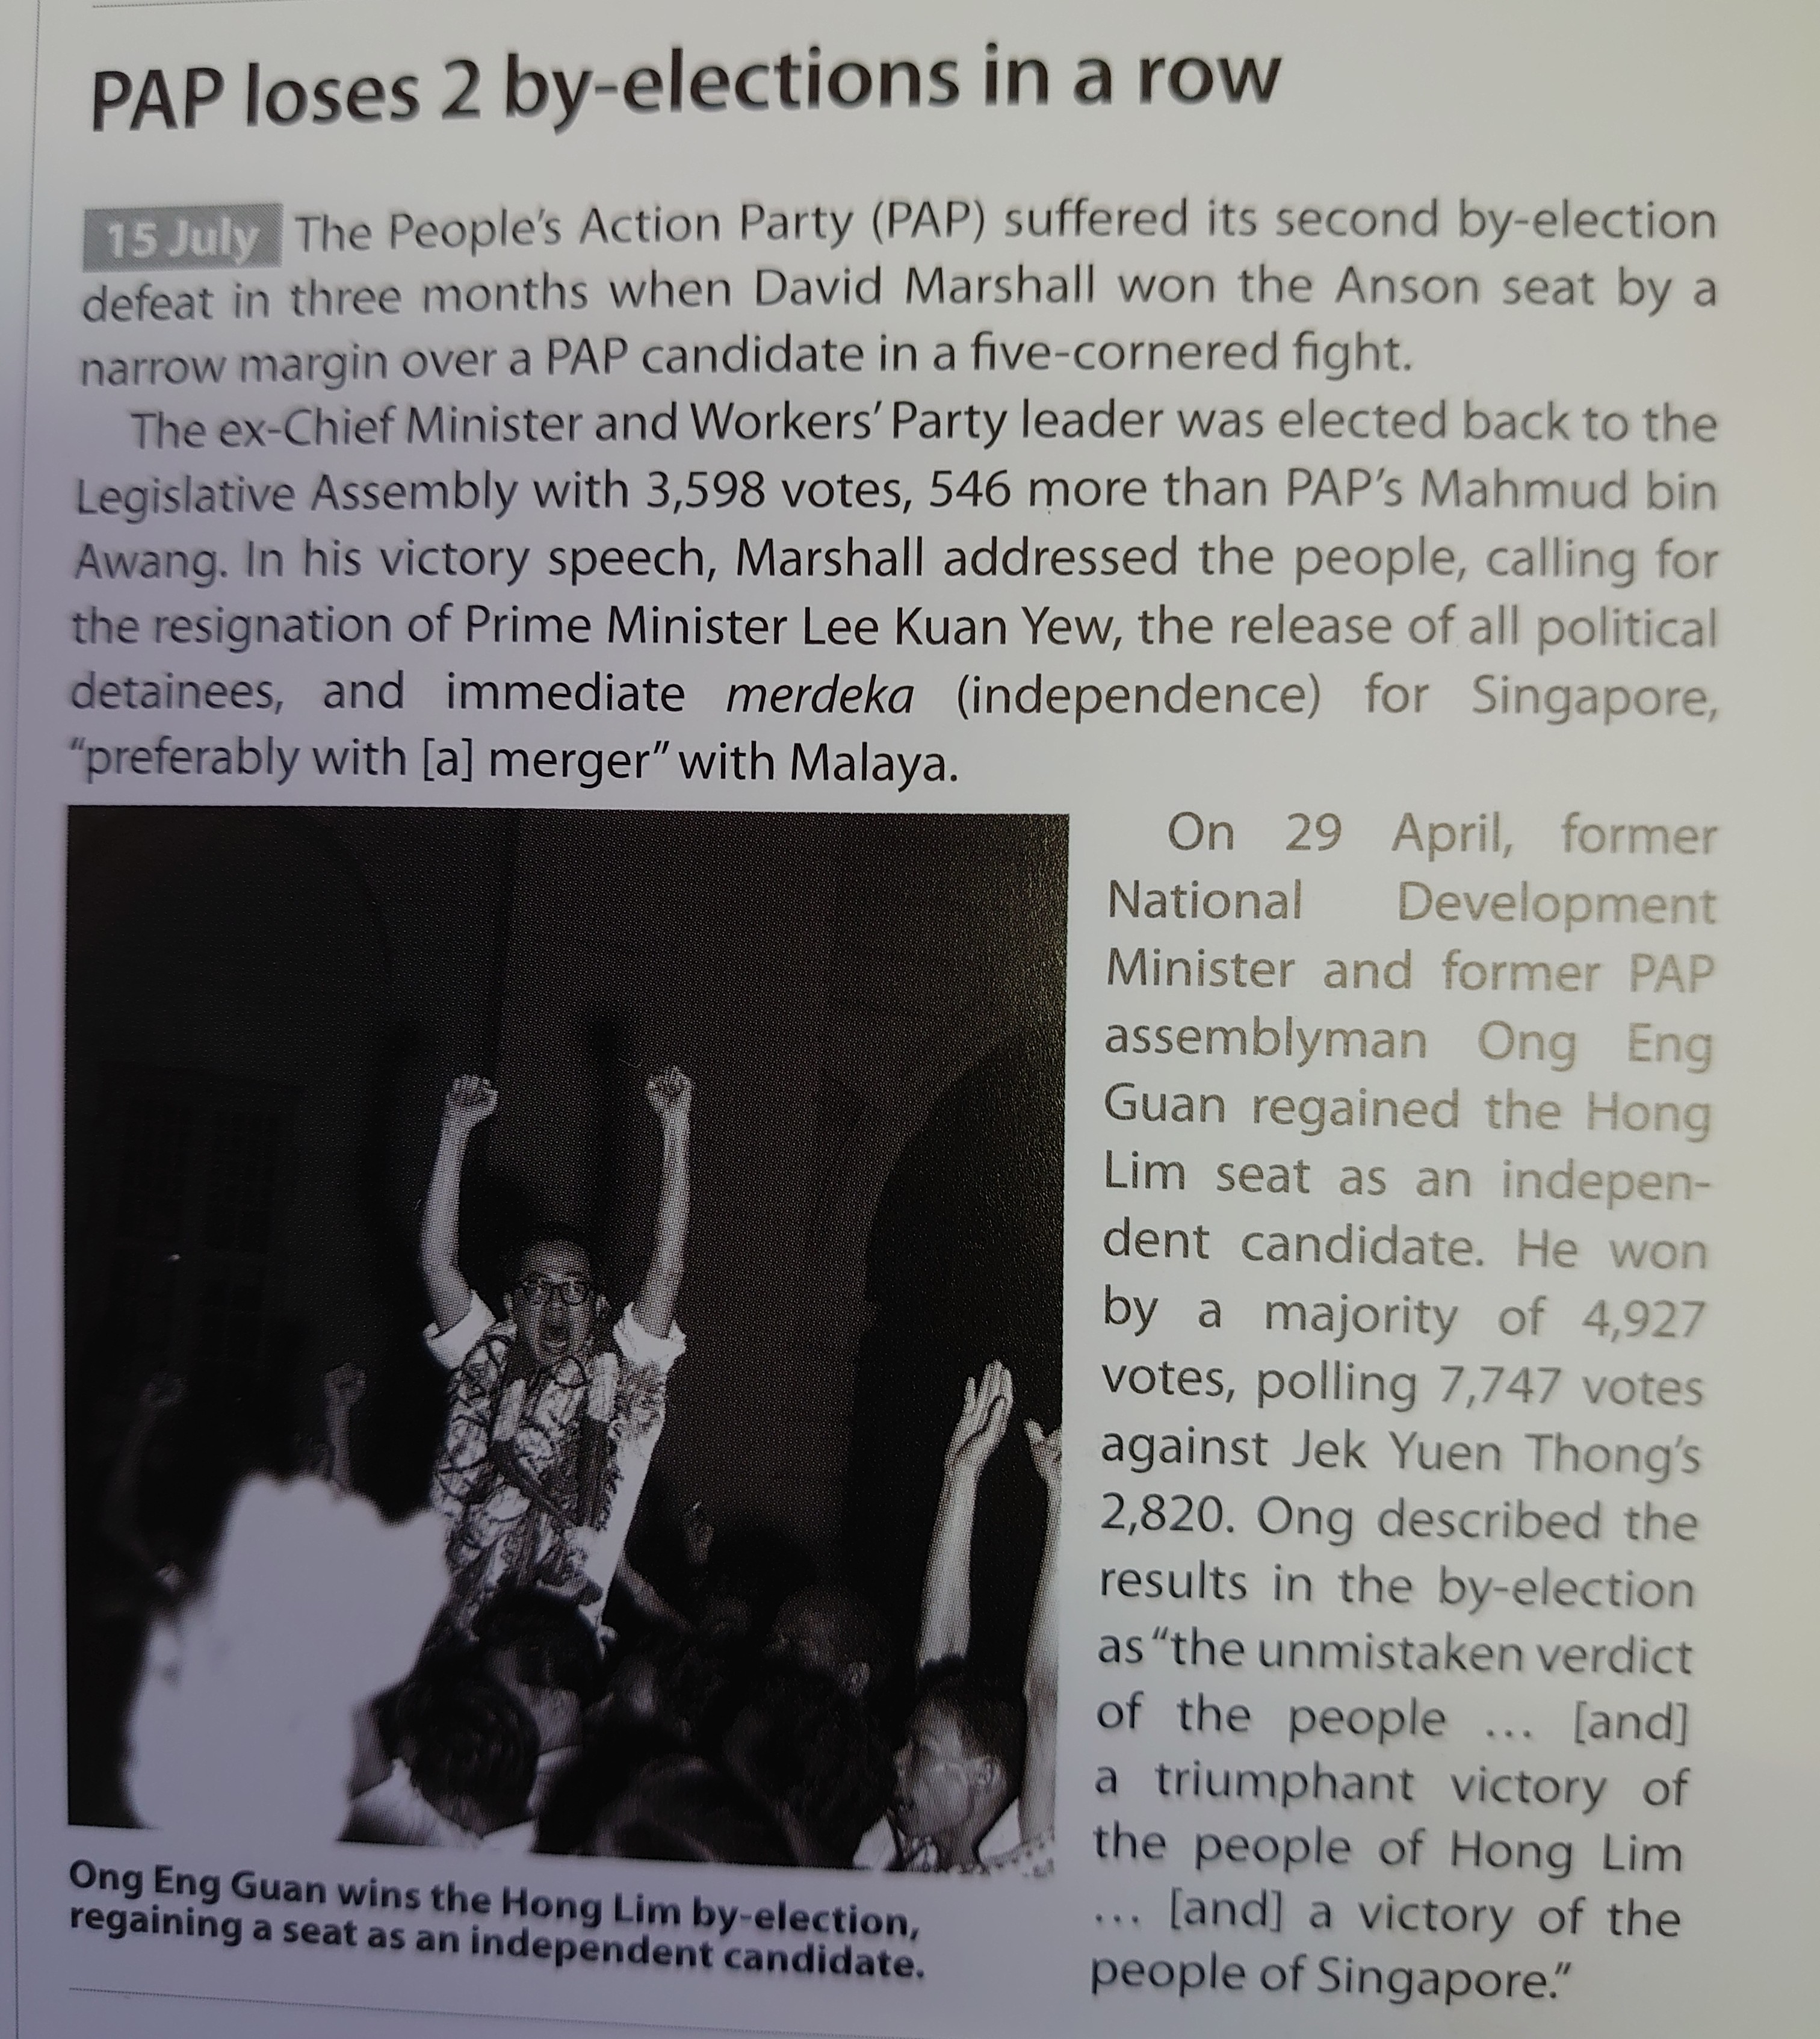 PAP loses 2 by-elections in a row
15 July The People's Action Party (PAP) suffered its second by-election
defeat in three months when David Marshall won the Anson seat by a
narrow margin over a PAP candidate in a five-cornered fight.
The ex-Chief Minister and Workers' Party leader was elected back to the
Legislative Assembly with 3,598 votes, 546 more than PAP's Mahmud bin
Awang. In his victory speech, Marshall addressed the people, calling for
the resignation of Prime Minister Lee Kuan Yew, the release of all political
detainees, and immediate merdeka (independence) for Singapore,
“preferably with [a] merger” with Malaya.
On 29 April, former
National Development
Minister and former PAP
assemblyman Ong Eng
Guan regained the Hong
Lim seat as an indepen-
dent candidate. He won
by a majority of 4,927
votes, polling 7,747 votes
against Jek Yuen Thong's
2,820. Ong described the
results in the by-election
as “the unmistaken verdict
of the people ... [and]
a triumphant victory of
the people of Hong Lim
... [and] a victory of the
people of Singapore.”
Ong Eng Guan wins the Hong Lim by-election,
regaining a seat as an independent candidate.